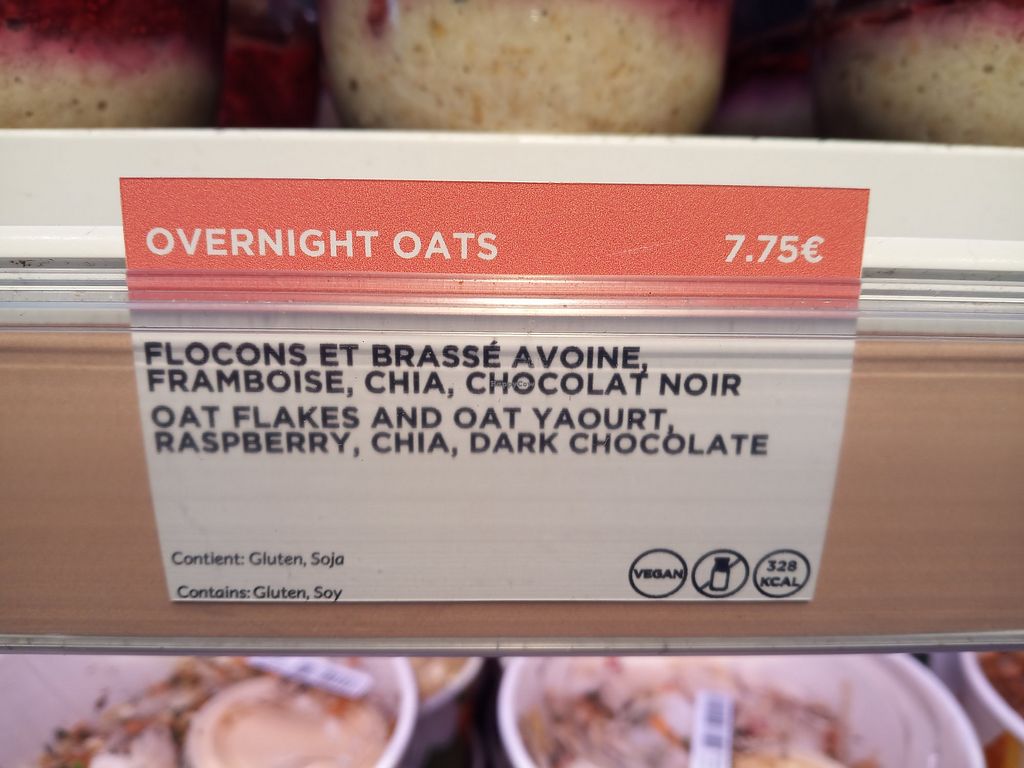 OVERNIGHT OATS 7.75€
FLOCONS ET BRASSÉ AVOINE,
FRAMBOISE, CHIA, CHOCOLAT NOIR
OAT FLAKES AND OAT YAOURT,
RASPBERRY, CHIA, DARK CHOCOLATE
Contient: Gluten, Soja
Contains: Gluten, Soy
VEGAN
328
KCAL
HappyCow